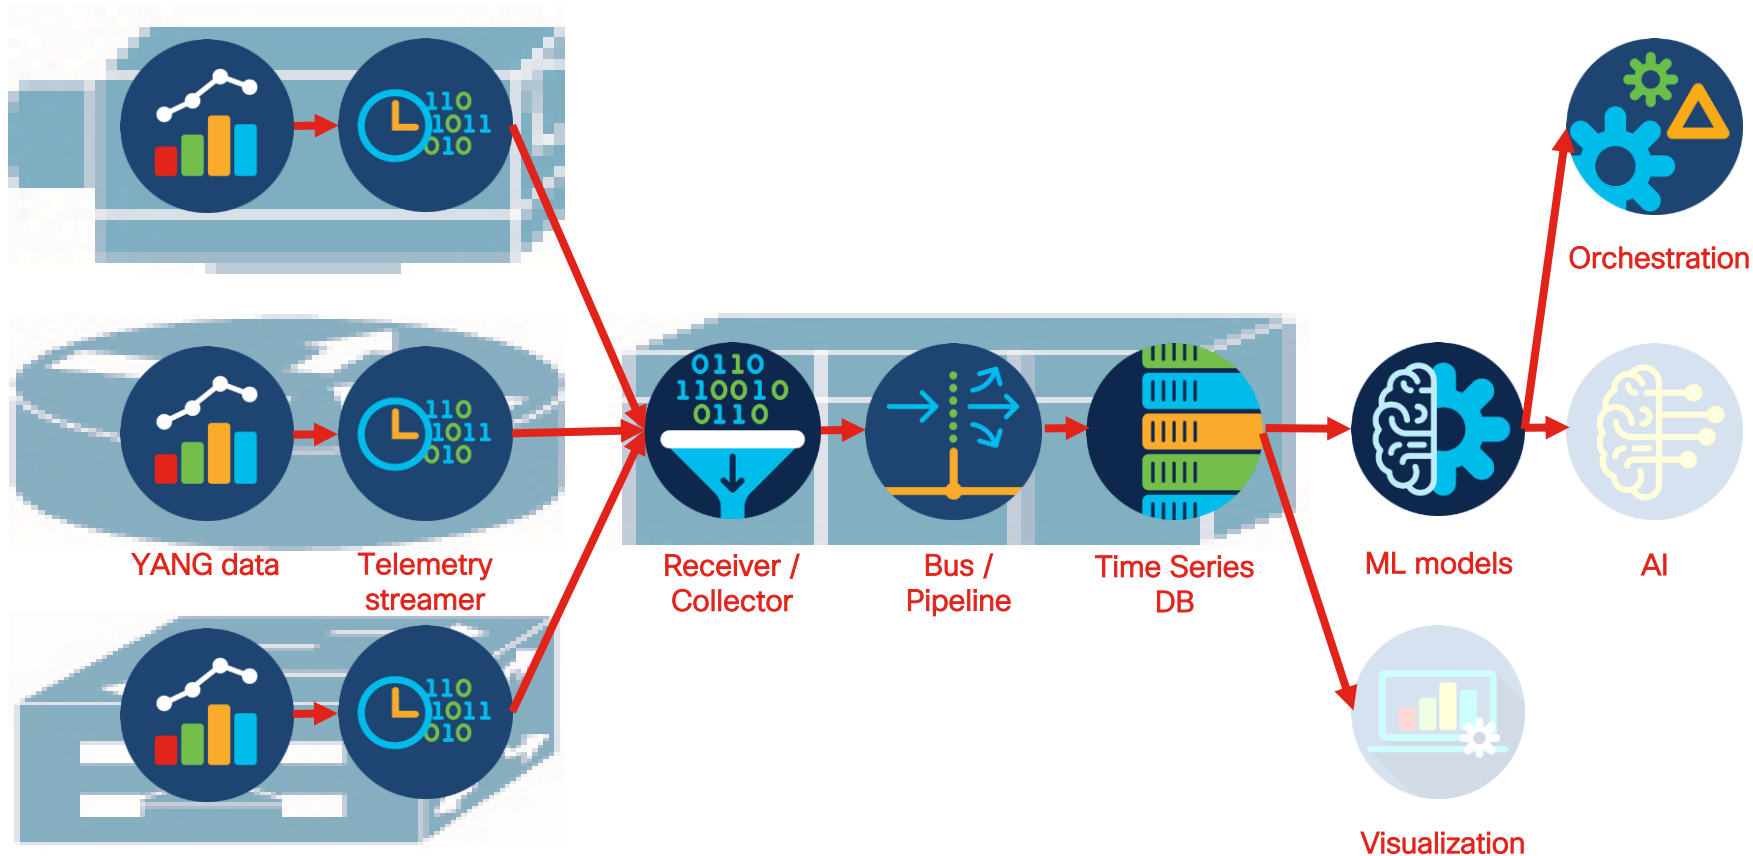 110
1011
010
Orchestration
110
1011
010
0110
110010
0110
YANG data
Telemetry
streamer
Receiver /
Collector
Bus /
Pipeline
Time Series
DB
ML models
AI
110
1011
010
Visualization